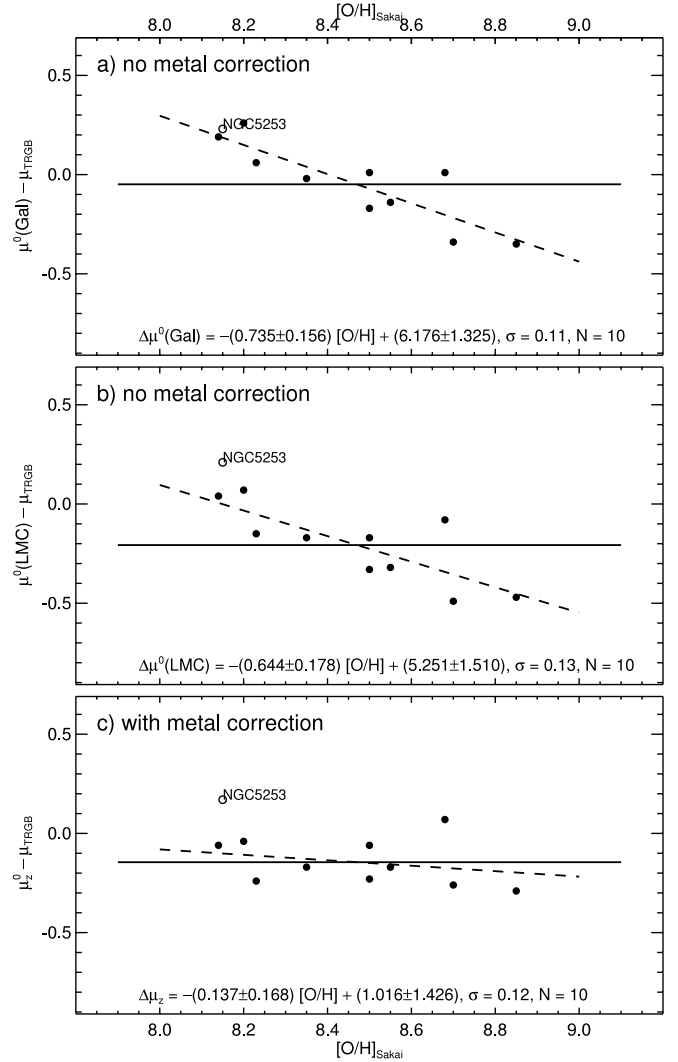 [O/H]Sakai
8.0 8.2 8.4 8.6 8.8 9.0
a) no metal correction
NGC5253
0.5
0.0
-0.5
μ⁰(Gal) − μTRGB
Δμ⁰(Gal) = −(0.735±0.156) [O/H] + (6.176±1.325), σ = 0.11, N = 10
b) no metal correction
NGC5253
0.5
0.0
-0.5
μ⁰(LMC) − μTRGB
Δμ⁰(LMC) = −(0.644±0.178) [O/H] + (5.251±1.510), σ = 0.13, N = 10
c) with metal correction
NGC5253
0.5
0.0
-0.5
μ⁰z − μTRGB
Δμz = −(0.137±0.168) [O/H] + (1.016±1.426), σ = 0.12, N = 10
8.0 8.2 8.4 8.6 8.8 9.0
[O/H]Sakai